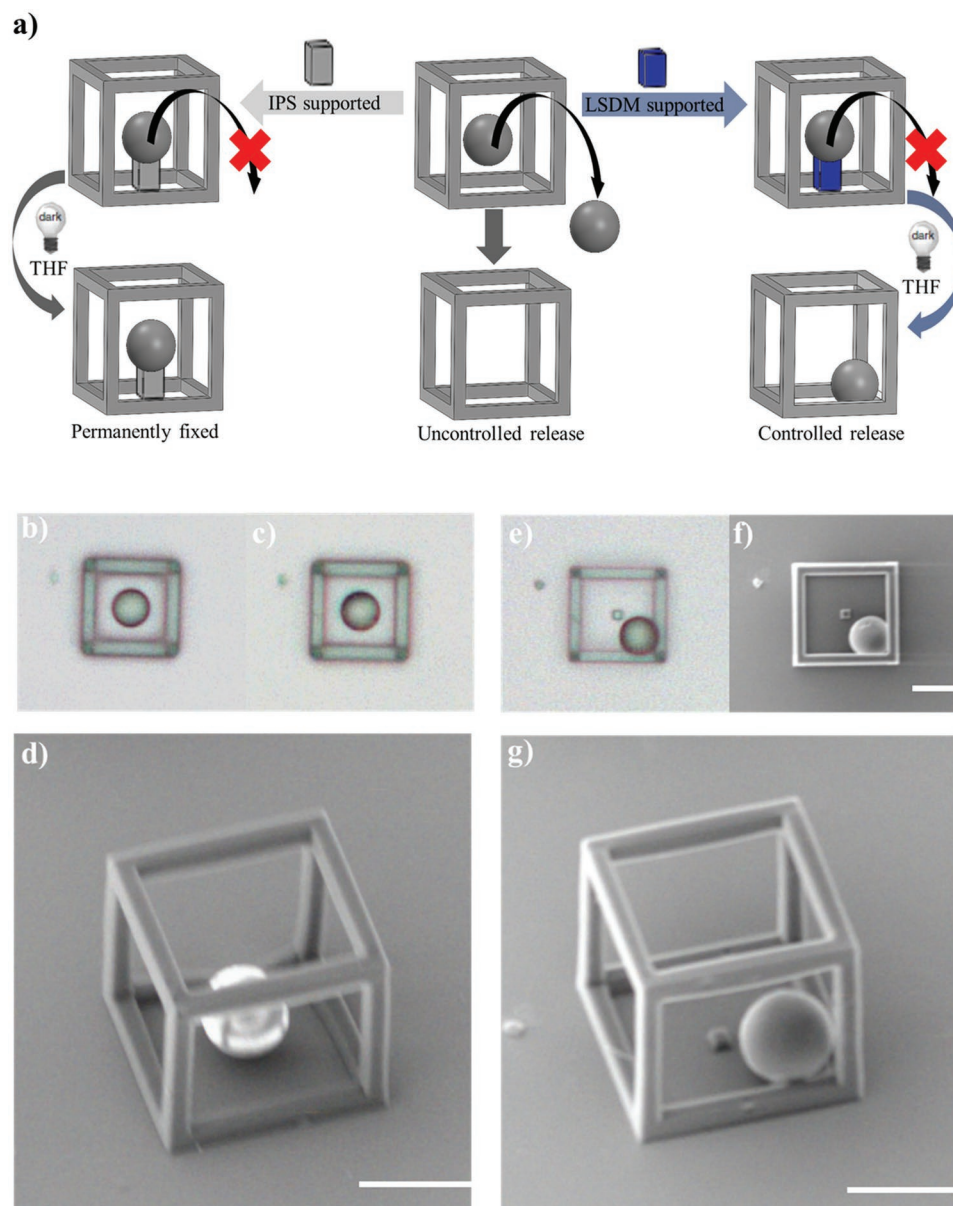 a)
IPS supported
LSDM supported
dark
THF
dark
THF
Permanently fixed
Uncontrolled release
Controlled release
b)
c)
e)
f)
d)
g)